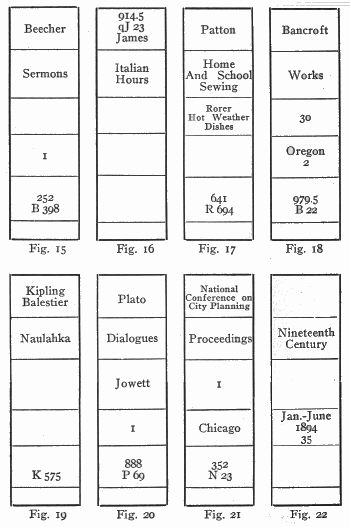 Beecher
Sermons
1
252
B 398
Fig. 15
914.5
qJ 23
James
Italian
Hours
Fig. 16
Patton
Home
And School
Sewing
Rorer
Hot Weather
Dishes
641
R 694
Fig. 17
Bancroft
Works
30
Oregon
2
979.5
B 22
Fig. 18
Kipling
Balestier
Naulahka
K 575
Fig. 19
Plato
Dialogues
Jowett
1
888
P 69
Fig. 20
National
Conference on
City Planning
Proceedings
1
Chicago
352
N 23
Fig. 21
Nineteenth
Century
Jan.-June
1894
35
Fig. 22